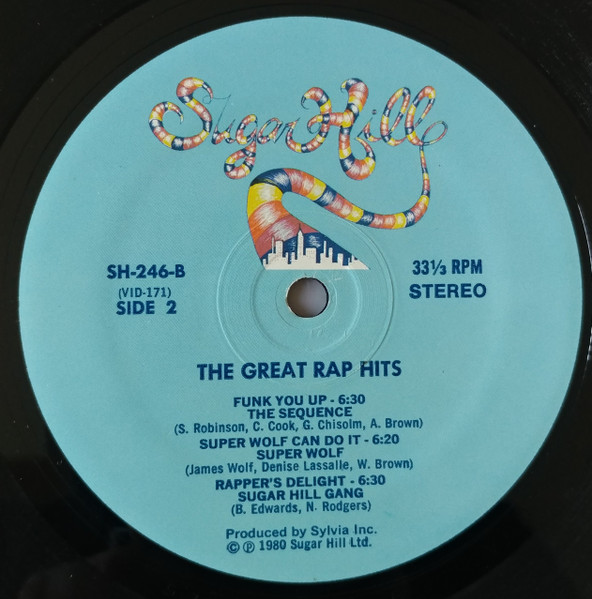 Sugar Hill
SH-246-B
(VID-171)
SIDE 2
33⅓ RPM
STEREO
THE GREAT RAP HITS
FUNK YOU UP - 6:30
THE SEQUENCE
(S. Robinson, C. Cook, G. Chisolm, A. Brown)
SUPER WOLF CAN DO IT - 6:20
SUPER WOLF
(James Wolf, Denise Lassalle, W. Brown)
RAPPER'S DELIGHT - 6:30
SUGAR HILL GANG
(B. Edwards, N. Rodgers)
Produced by Sylvia Inc.
© ℗ 1980 Sugar Hill Ltd.